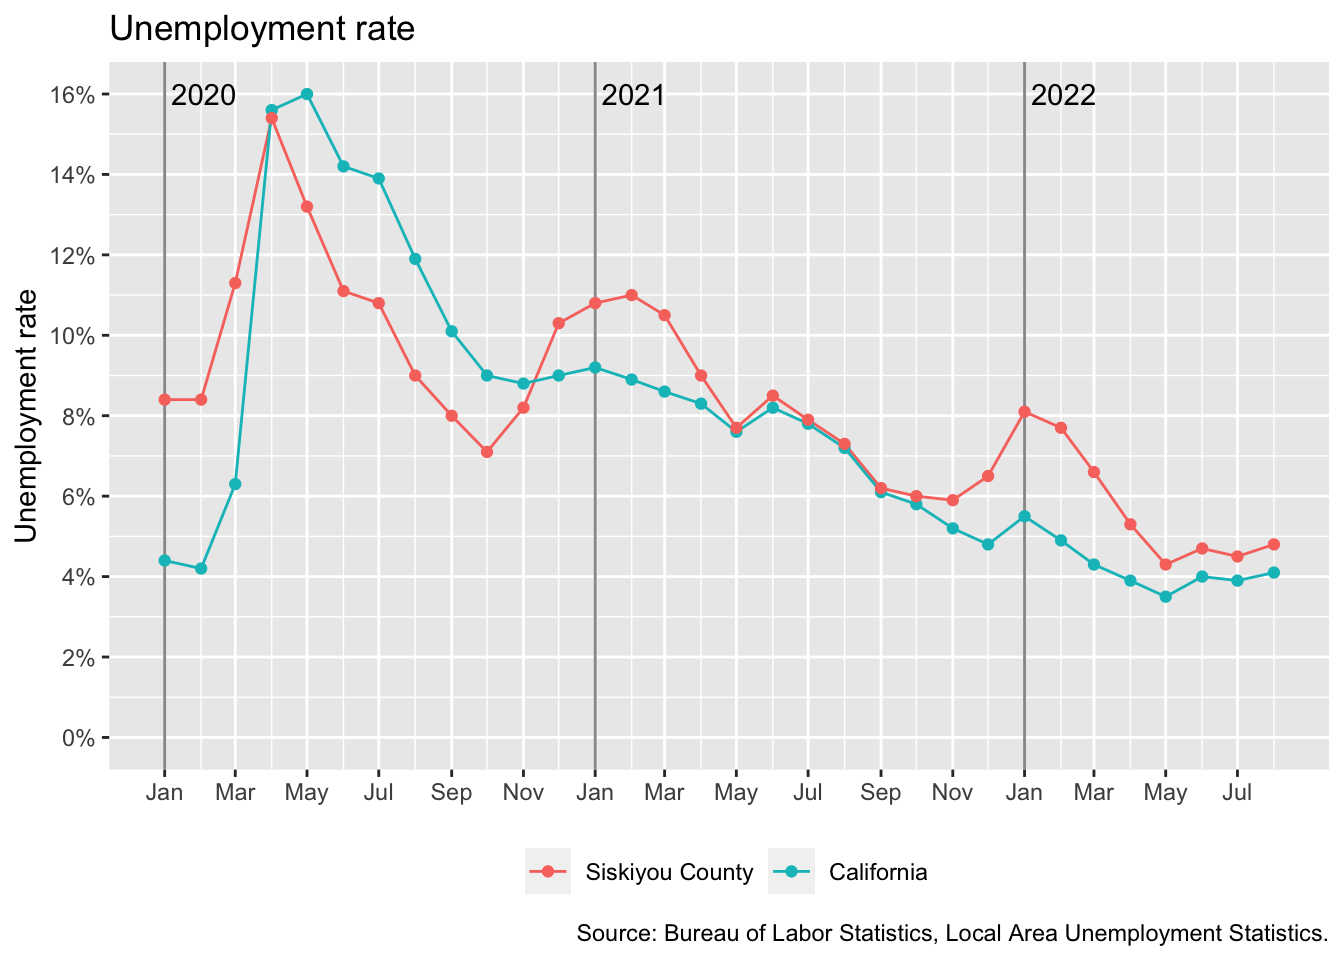 Unemployment rate
2020 2021 2022
16%
14%
12%
10%
8%
6%
4%
2%
0%
Unemployment rate
Jan Mar May Jul Sep Nov Jan Mar May Jul Sep Nov Jan Mar May Jul
Siskiyou County California
Source: Bureau of Labor Statistics, Local Area Unemployment Statistics.